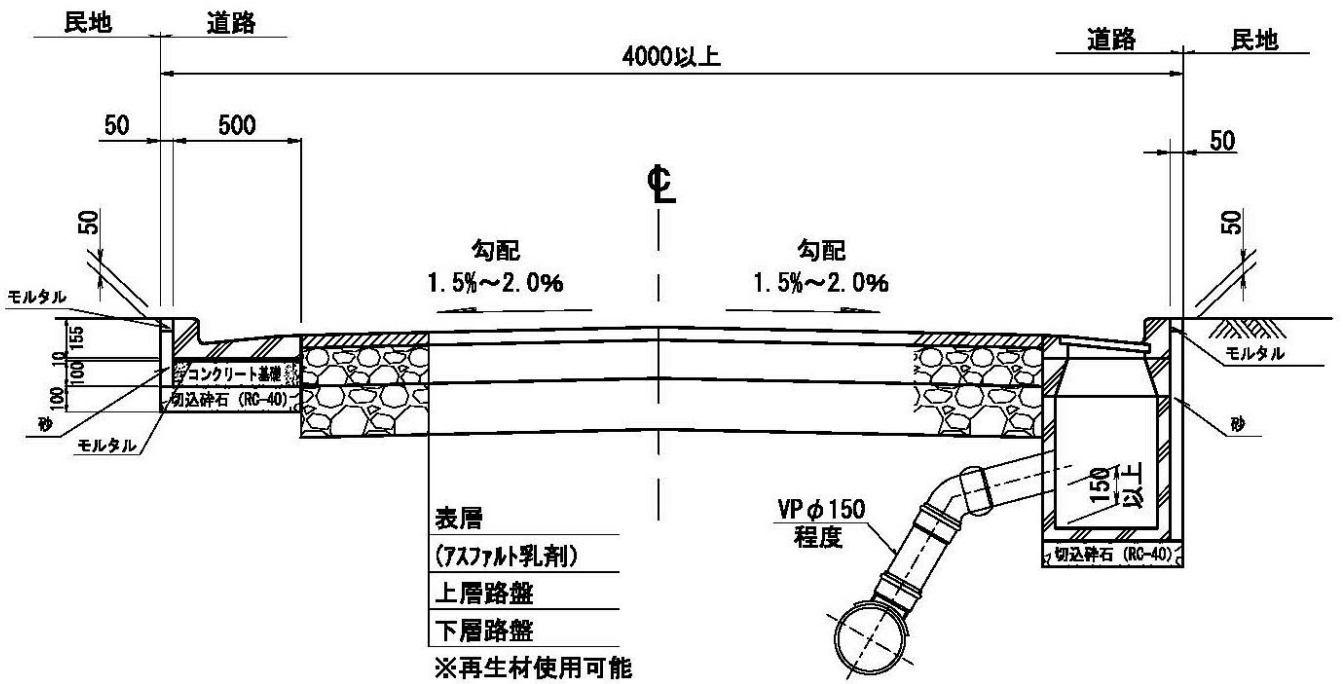 民地 道路
道路 民地
4000以上
50 500
50
℄
50
50
勾配
1.5%～2.0%
勾配
1.5%～2.0%
モルタル
155
10
100
100
コンクリート基礎
切込砕石 (RC-40)
砂
モルタル
モルタル
砂
150
以上
VPφ150
程度
切込砕石 (RC-40)
表層
(アスファルト乳剤)
上層路盤
下層路盤
※再生材使用可能